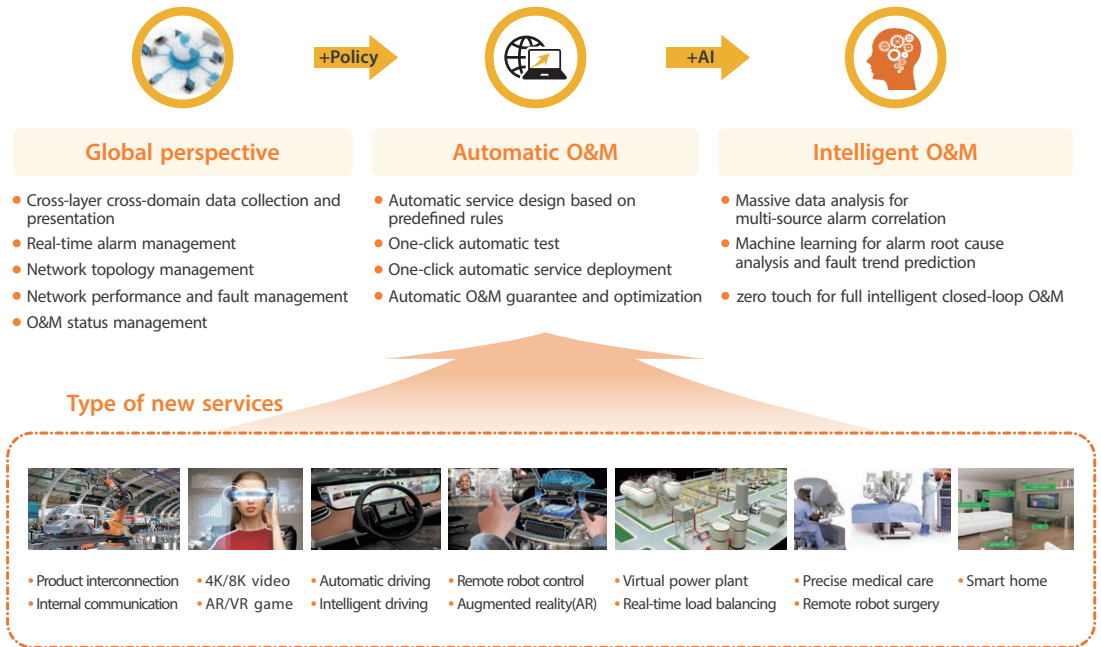 +Policy
+AI
Global perspective
Automatic O&M
Intelligent O&M
• Cross-layer cross-domain data collection and
presentation
• Real-time alarm management
• Network topology management
• Network performance and fault management
• O&M status management
• Automatic service design based on
predefined rules
• One-click automatic test
• One-click automatic service deployment
• Automatic O&M guarantee and optimization
• Massive data analysis for
multi-source alarm correlation
• Machine learning for alarm root cause
analysis and fault trend prediction
• zero touch for full intelligent closed-loop O&M
Type of new services
• Product interconnection
• Internal communication
• 4K/8K video
• AR/VR game
• Automatic driving
• Intelligent driving
• Remote robot control
• Augmented reality(AR)
• Virtual power plant
• Real-time load balancing
• Precise medical care
• Remote robot surgery
• Smart home